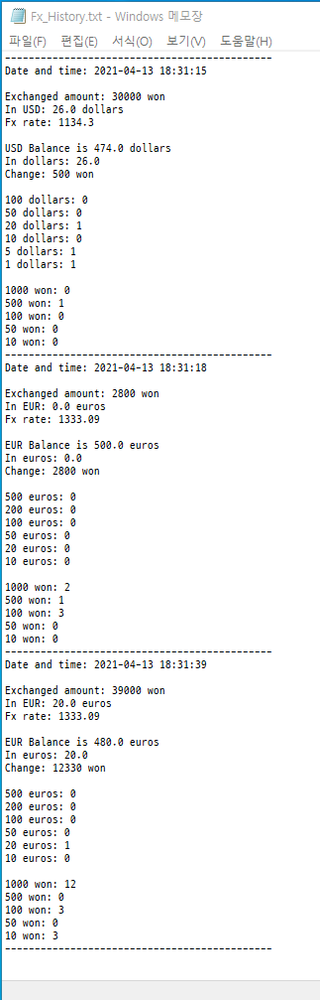 Fx_History.txt - Windows 메모장
파일(F) 편집(E) 서식(O) 보기(V) 도움말(H)
---------------------------------------------
Date and time: 2021-04-13 18:31:15
Exchanged amount: 30000 won
In USD: 26.0 dollars
Fx rate: 1134.3
USD Balance is 474.0 dollars
In dollars: 26.0
Change: 500 won
100 dollars: 0
50 dollars: 0
20 dollars: 1
10 dollars: 0
5 dollars: 1
1 dollars: 1
1000 won: 0
500 won: 1
100 won: 0
50 won: 0
10 won: 0
---------------------------------------------
Date and time: 2021-04-13 18:31:18
Exchanged amount: 2800 won
In EUR: 0.0 euros
Fx rate: 1333.09
EUR Balance is 500.0 euros
In euros: 0.0
Change: 2800 won
500 euros: 0
200 euros: 0
100 euros: 0
50 euros: 0
20 euros: 0
10 euros: 0
1000 won: 2
500 won: 1
100 won: 3
50 won: 0
10 won: 0
---------------------------------------------
Date and time: 2021-04-13 18:31:39
Exchanged amount: 39000 won
In EUR: 20.0 euros
Fx rate: 1333.09
EUR Balance is 480.0 euros
In euros: 20.0
Change: 12330 won
500 euros: 0
200 euros: 0
100 euros: 0
50 euros: 0
20 euros: 1
10 euros: 0
1000 won: 12
500 won: 0
100 won: 3
50 won: 0
10 won: 3
---------------------------------------------